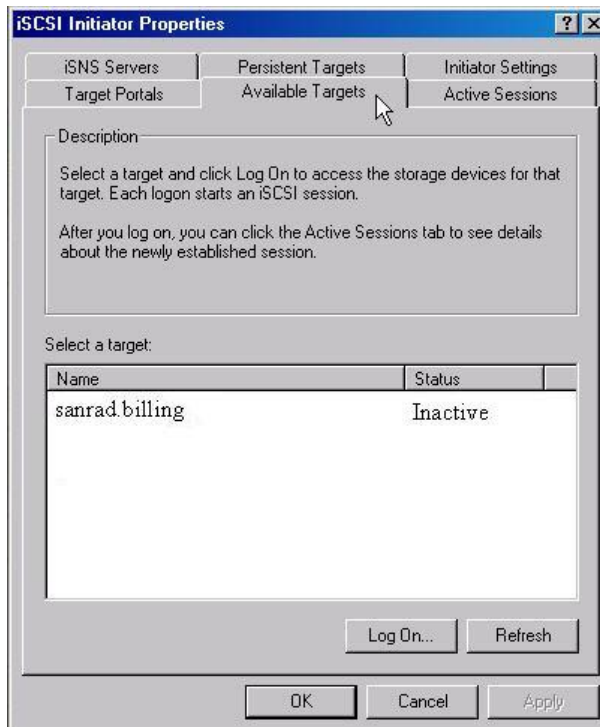 iSCSI Initiator Properties
iSNS Servers Persistent Targets Initiator Settings
Target Portals Available Targets Active Sessions
Description
Select a target and click Log On to access the storage devices for that
target. Each logon starts an iSCSI session.
After you log on, you can click the Active Sessions tab to see details
about the newly established session.
Select a target:
Name Status
sanrad.billing Inactive
Log On... Refresh
OK Cancel Apply